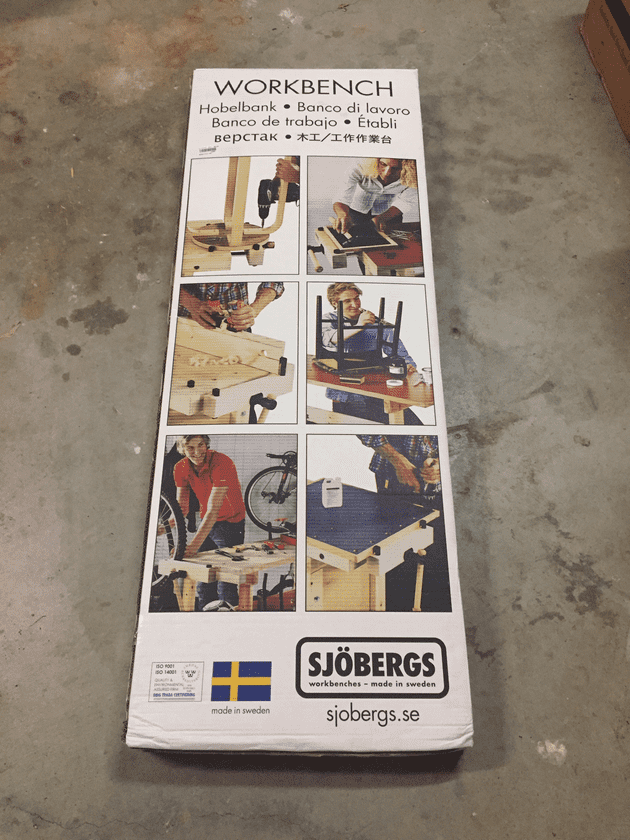 WORKBENCH
Hobelbank • Banco di lavoro
Banco de trabajo • Établi
верстак • 木工/工作作業台
ISO 9001
ISO 14001
QUALITY &
ENVIRONMENTAL
ASSURED FIRM
made in sweden
SJÖBERGS
workbenches – made in sweden
sjobergs.se